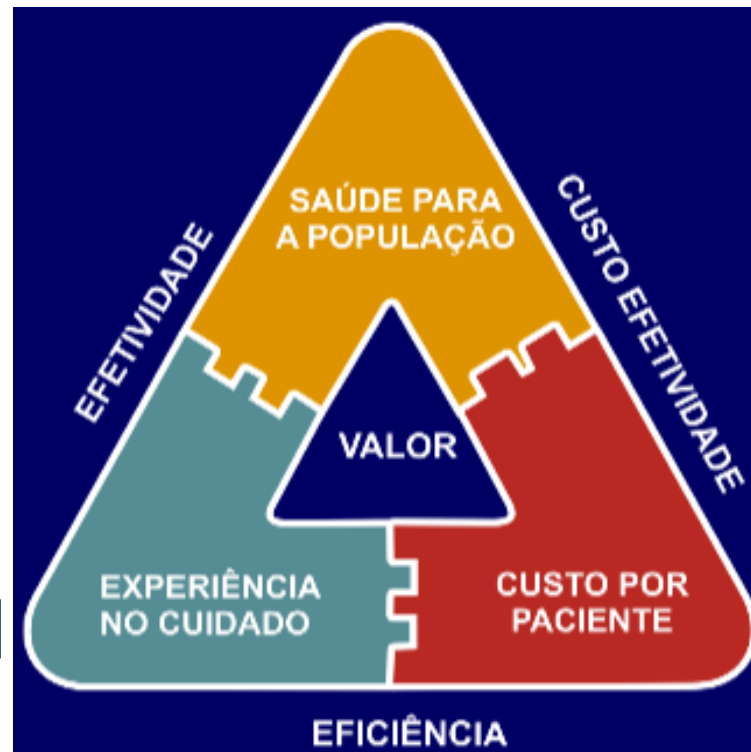 SAÚDE PARA
A POPULAÇÃO
EFETIVIDADE
CUSTO EFETIVIDADE
VALOR
EXPERIÊNCIA
NO CUIDADO
CUSTO POR
PACIENTE
EFICIÊNCIA